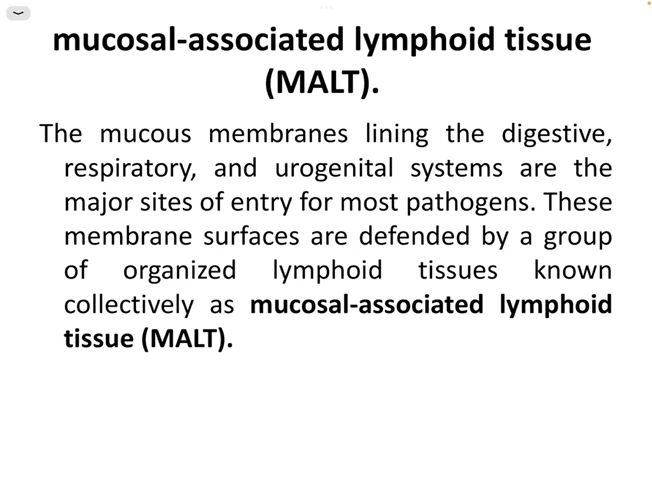 mucosal-associated lymphoid tissue
(MALT).
The mucous membranes lining the digestive,
respiratory, and urogenital systems are the
major sites of entry for most pathogens. These
membrane surfaces are defended by a group
of organized lymphoid tissues known
collectively as mucosal-associated lymphoid
tissue (MALT).